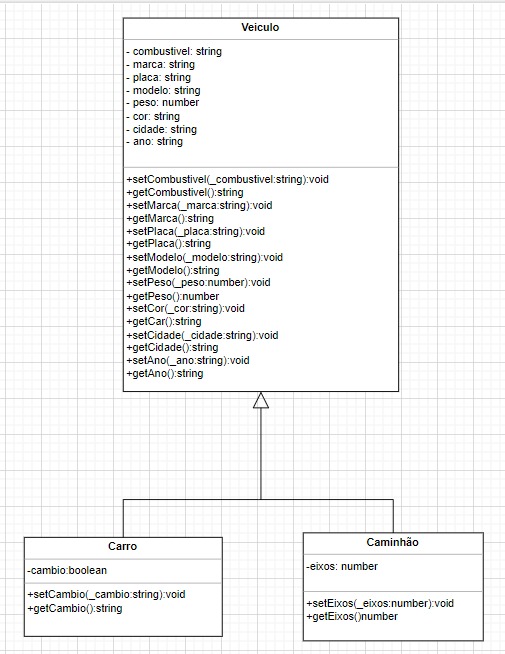 Veiculo
- combustivel: string
- marca: string
- placa: string
- modelo: string
- peso: number
- cor: string
- cidade: string
- ano: string
+setCombustivel(_combustivel:string):void
+getCombustivel():string
+setMarca(_marca:string):void
+getMarca():string
+setPlaca(_placa:string):void
+getPlaca():string
+setModelo(_modelo:string):void
+getModelo():string
+setPeso(_peso:number):void
+getPeso():number
+setCor(_cor:string):void
+getCar():string
+setCidade(_cidade:string):void
+getCidade():string
+setAno(_ano:string):void
+getAno():string
Carro
-cambio:boolean
+setCambio(_cambio:string):void
+getCambio():string
Caminhão
-eixos: number
+setEixos(_eixos:number):void
+getEixos()number